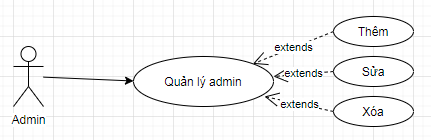 Thêm
extends
Sửa
Quản lý admin
extends
Xóa
extends
Admin